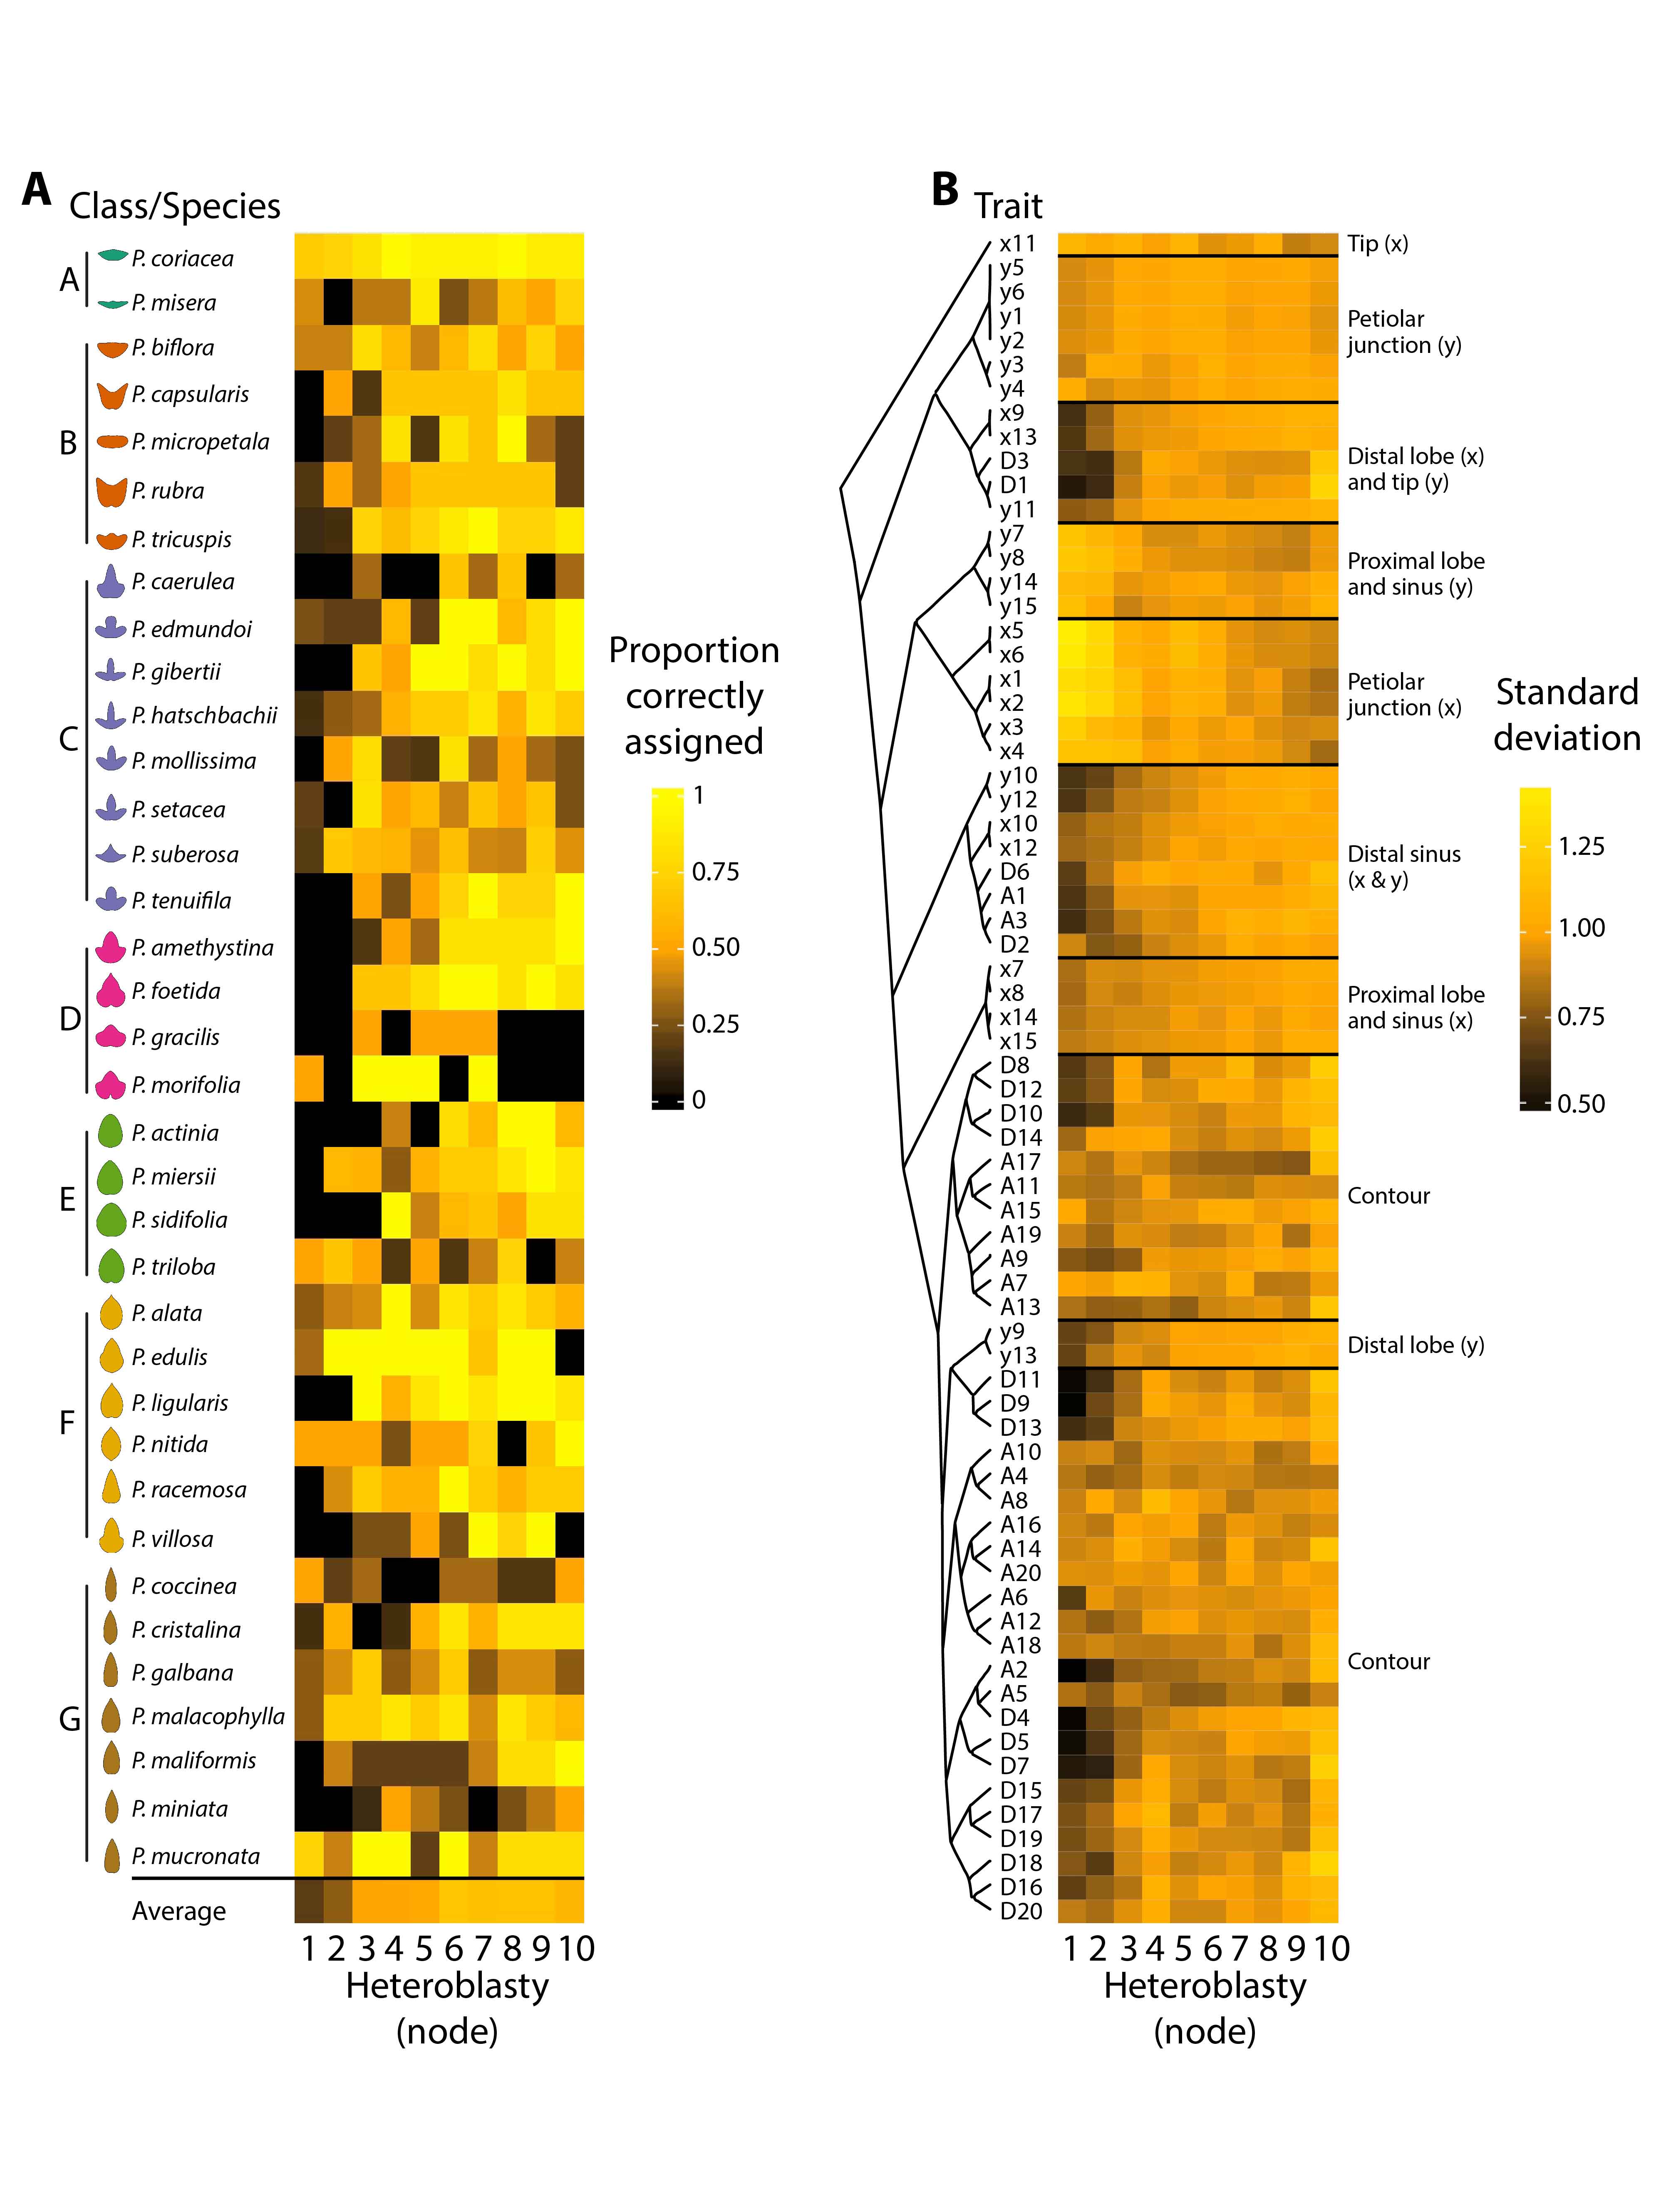 A
Class/Species
A
P. coriacea
P. misera
B
P. biflora
P. capsularis
P. micropetala
P. rubra
P. tricuspis
C
P. caerulea
P. edmundoi
P. gibertii
P. hatschbachii
P. mollissima
P. setacea
P. suberosa
P. tenuifila
D
P. amethystina
P. foetida
P. gracilis
P. morifolia
E
P. actinia
P. miersii
P. sidifolia
P. triloba
F
P. alata
P. edulis
P. ligularis
P. nitida
P. racemosa
P. villosa
G
P. coccinea
P. cristalina
P. galbana
P. malacophylla
P. maliformis
P. miniata
P. mucronata
Average
1 2 3 4 5 6 7 8 9 10
Heteroblasty
(node)
Proportion
correctly
assigned
1
0.75
0.50
0.25
0
B
Trait
x11
y5
y6
y1
y2
y3
y4
x9
x13
D3
D1
y11
y7
y8
y14
y15
x5
x6
x1
x2
x3
x4
y10
y12
x10
x12
D6
A1
A3
D2
x7
x8
x14
x15
D8
D12
D10
D14
A17
A11
A15
A19
A9
A7
A13
y9
y13
D11
D9
D13
A10
A4
A8
A16
A14
A20
A6
A12
A18
A2
A5
D4
D5
D7
D15
D17
D19
D18
D16
D20
1 2 3 4 5 6 7 8 9 10
Heteroblasty
(node)
Tip (x)
Petiolar
junction (y)
Distal lobe (x)
and tip (y)
Proximal lobe
and sinus (y)
Petiolar
junction (x)
Distal sinus
(x & y)
Proximal lobe
and sinus (x)
Contour
Distal lobe (y)
Contour
Standard
deviation
1.25
1.00
0.75
0.50